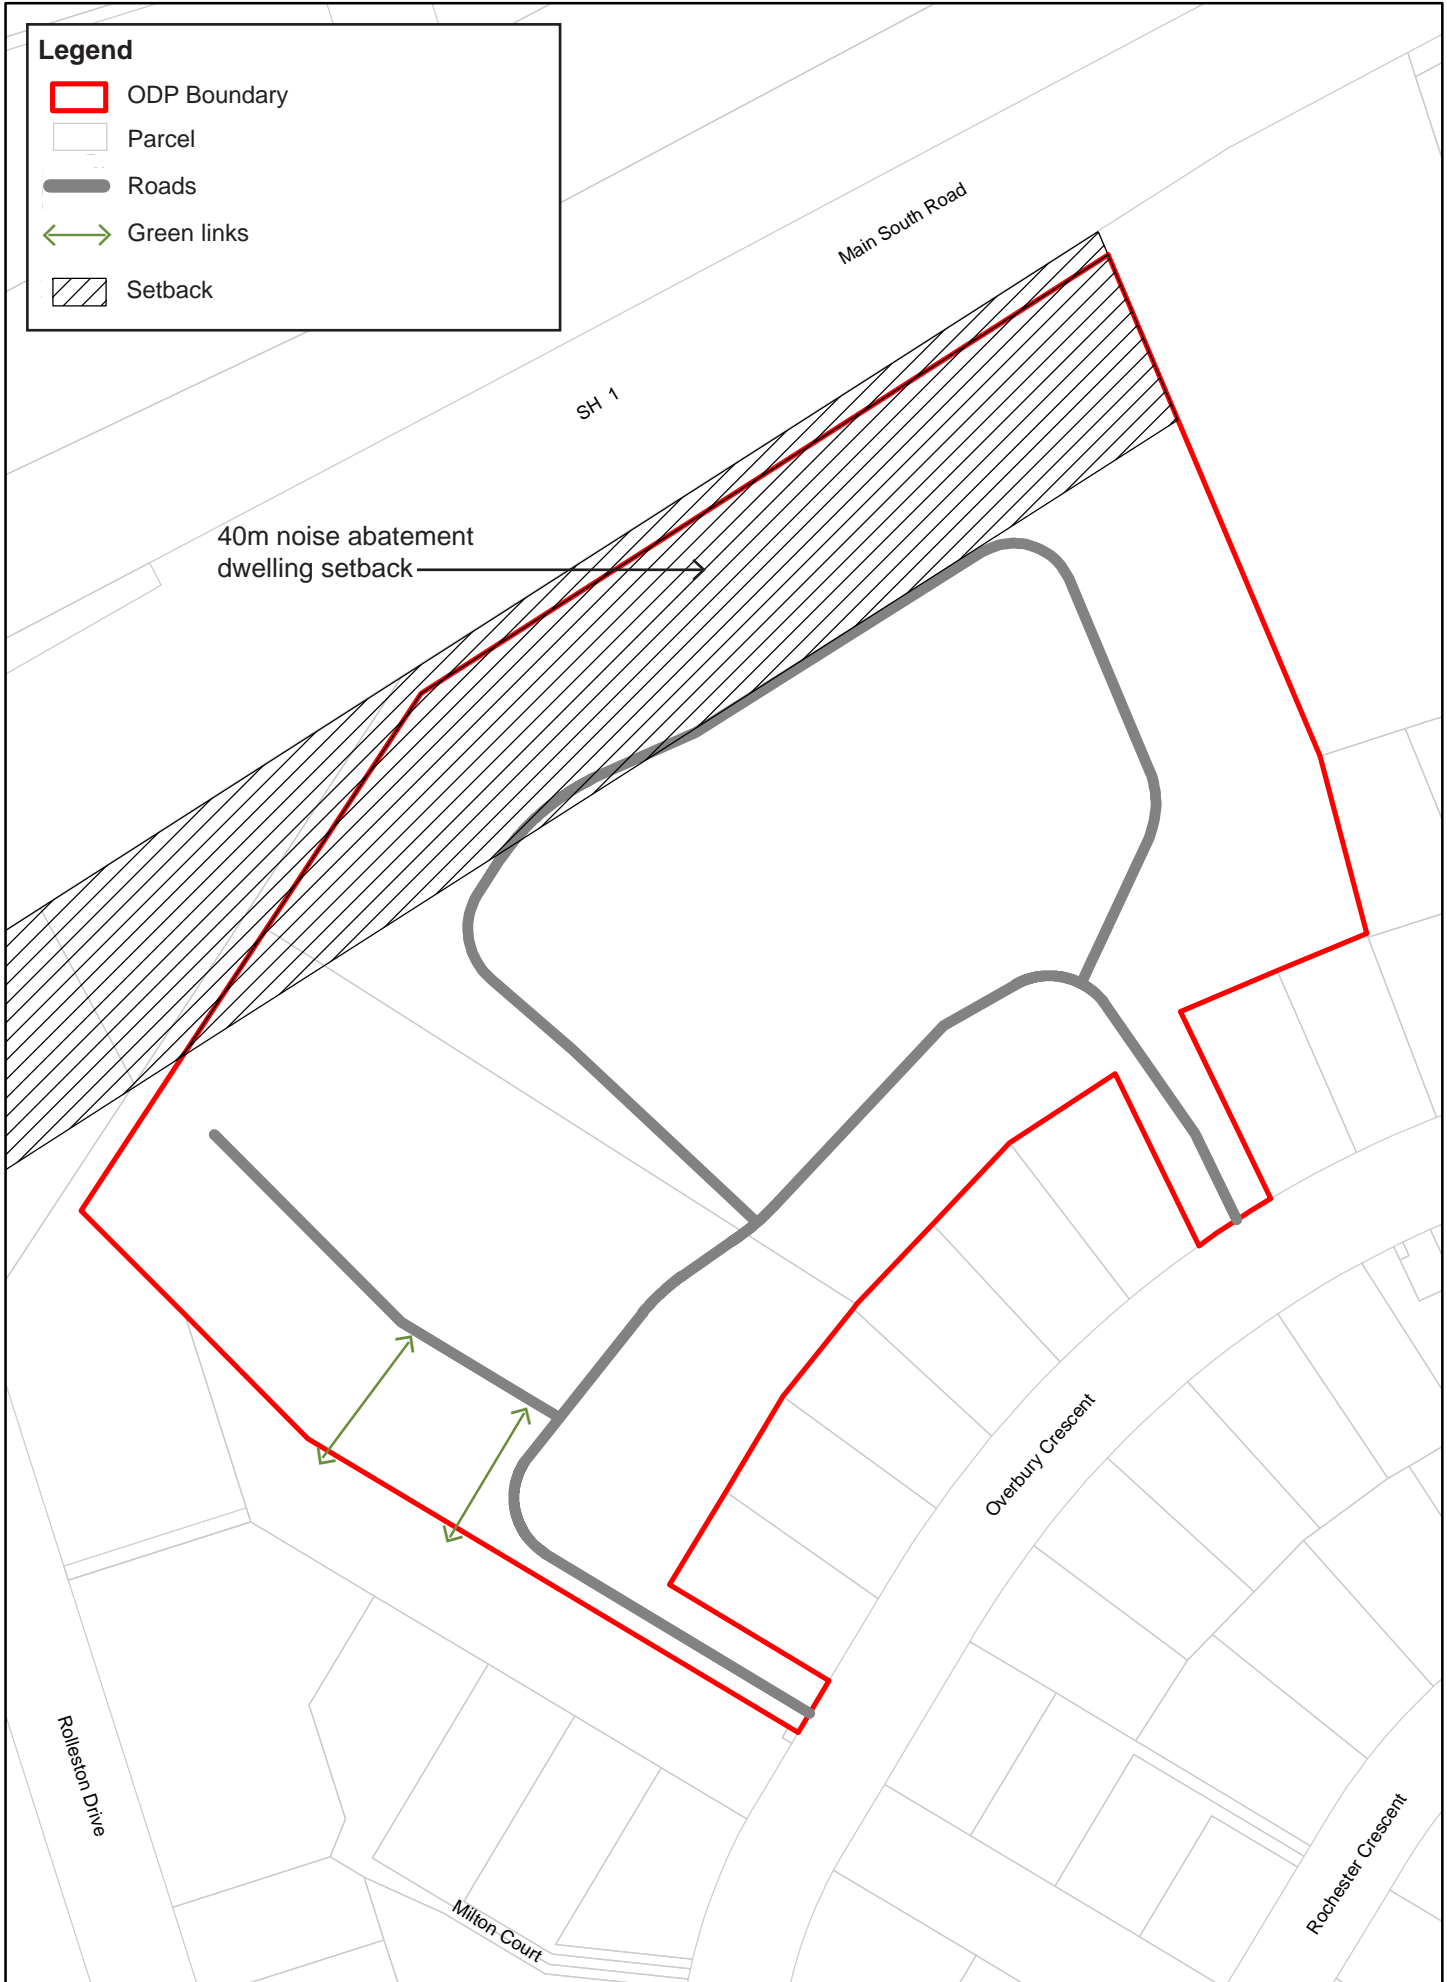 Legend
ODP Boundary
Parcel
Roads
Green links
Setback
Main South Road
SH 1
40m noise abatement
dwelling setback
Overbury Crescent
Rolleston Drive
Rochester Crescent
Milton Court